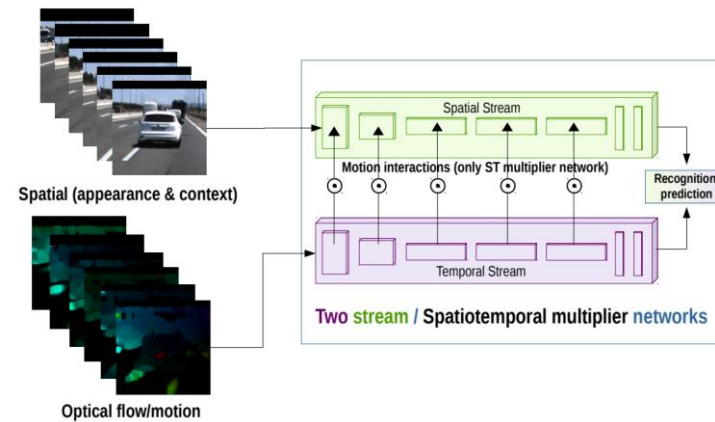 Spatial Stream
Motion interactions (only ST multiplier network)
Recognition/
prediction
Spatial (appearance & context)
Temporal Stream
Two stream / Spatiotemporal multiplier networks
Optical flow/motion